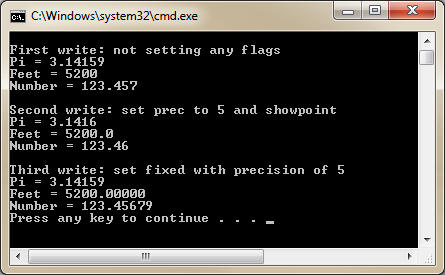 C:\Windows\system32\cmd.exe
First write: not setting any flags
Pi = 3.14159
Feet = 5200
Number = 123.457
Second write: set prec to 5 and showpoint
Pi = 3.1416
Feet = 5200.0
Number = 123.46
Third write: set fixed with precision of 5
Pi = 3.14159
Feet = 5200.00000
Number = 123.45679
Press any key to continue . . . _